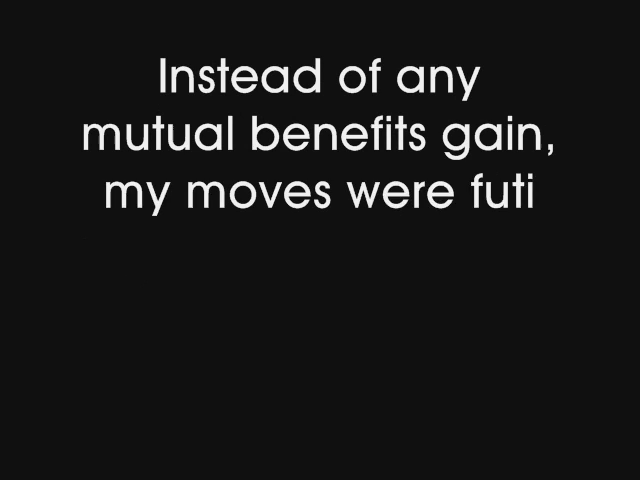 Instead of any
mutual benefits gain,
my moves were futi